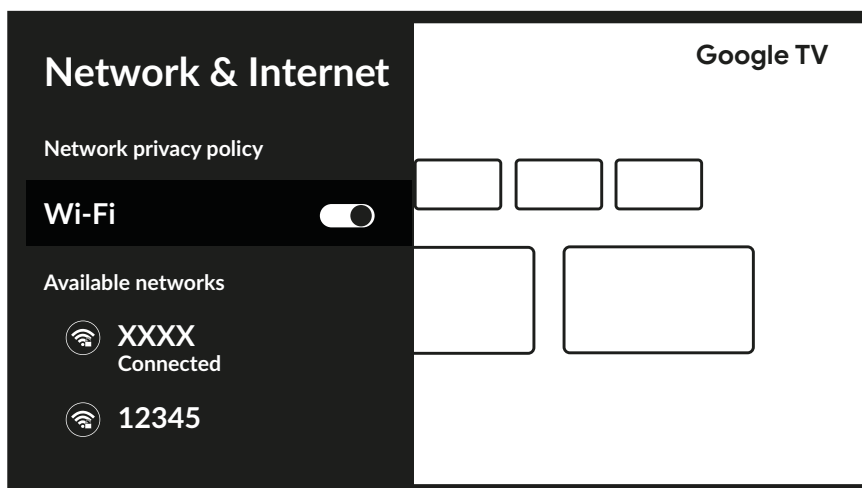 Network & Internet
Google TV
Network privacy policy
Wi-Fi
Available networks
XXXX
Connected
12345